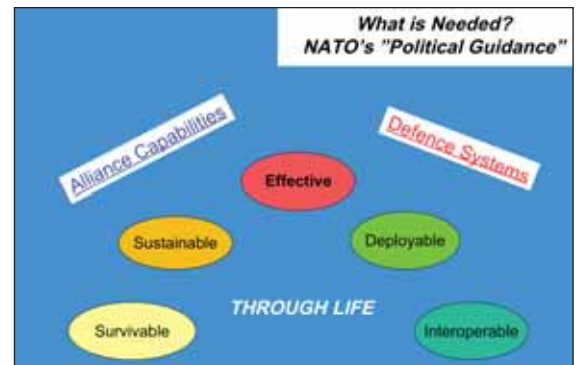 What is Needed?
NATO's "Political Guidance"
Alliance Capabilities
Defence Systems
Effective
Sustainable
Deployable
THROUGH LIFE
Survivable
Interoperable